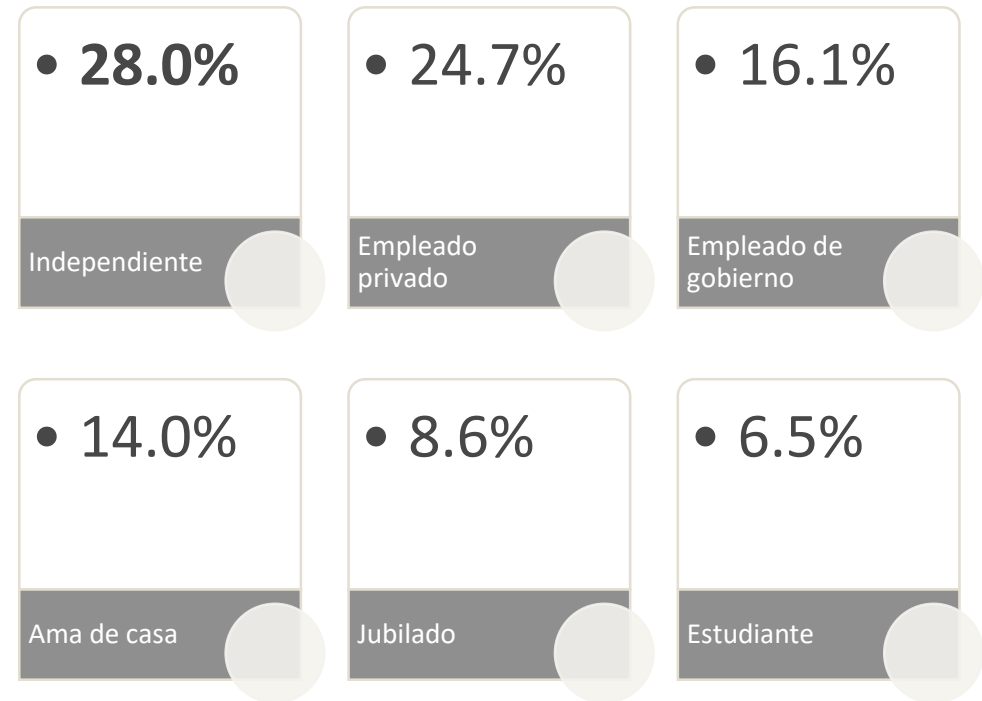 • 28.0%
Independiente
• 24.7%
Empleado
privado
• 16.1%
Empleado de
gobierno
• 14.0%
Ama de casa
• 8.6%
Jubilado
• 6.5%
Estudiante